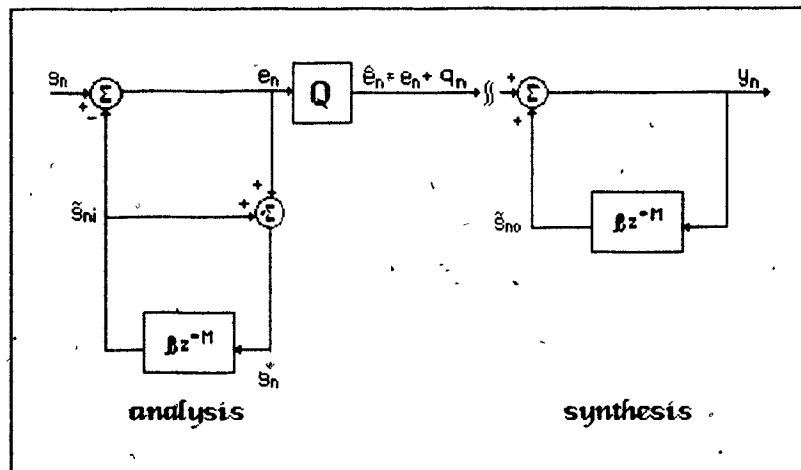 sₙ + − Σ eₙ Q êₙ = eₙ + qₙ + + Σ yₙ
+ + Σ
s̃ₙᵢ
s̃ₙₒ
βz⁻ᴹ
βz⁻ᴹ
sₙ
analysis synthesis